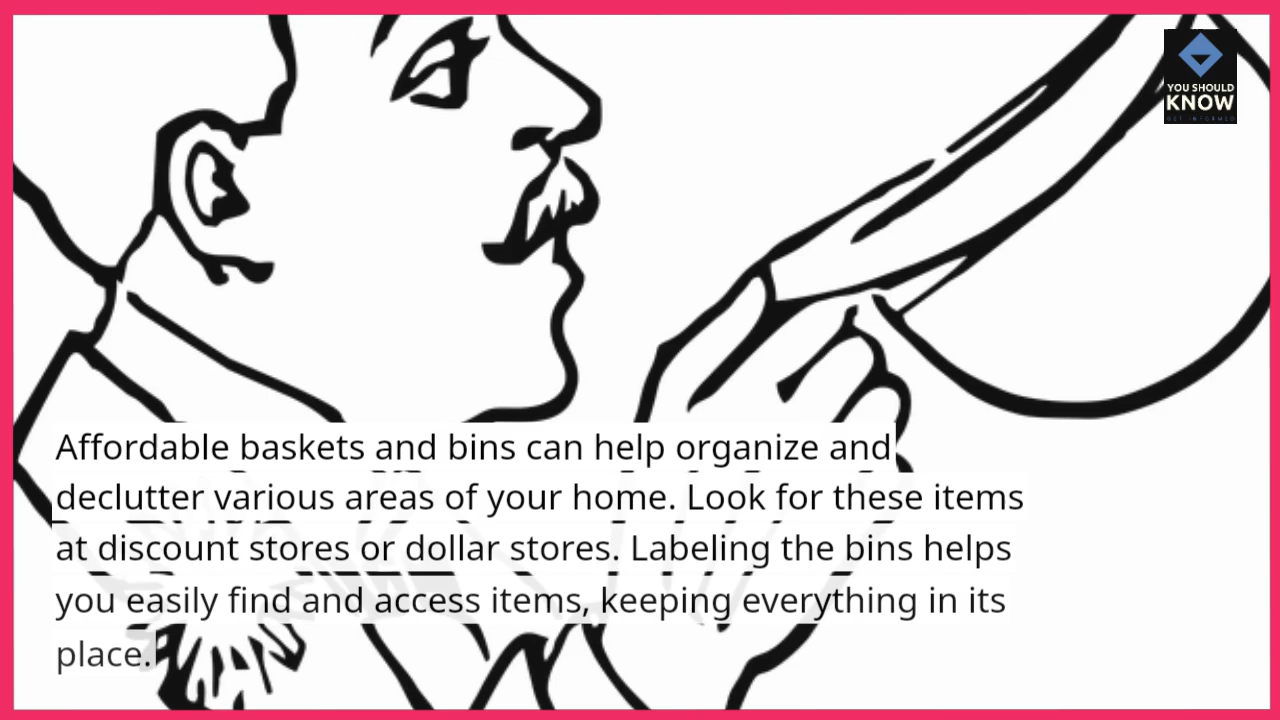 YOU SHOULD
KNOW
GET INFORMED
Affordable baskets and bins can help organize and
declutter various areas of your home. Look for these items
at discount stores or dollar stores. Labeling the bins helps
you easily find and access items, keeping everything in its
place.